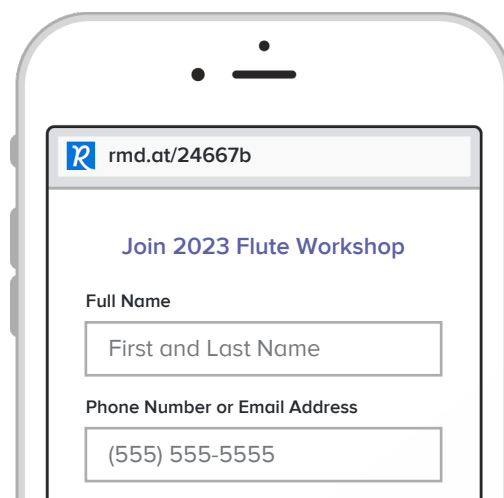 rmd.at/24667b
Join 2023 Flute Workshop
Full Name
First and Last Name
Phone Number or Email Address
(555) 555-5555